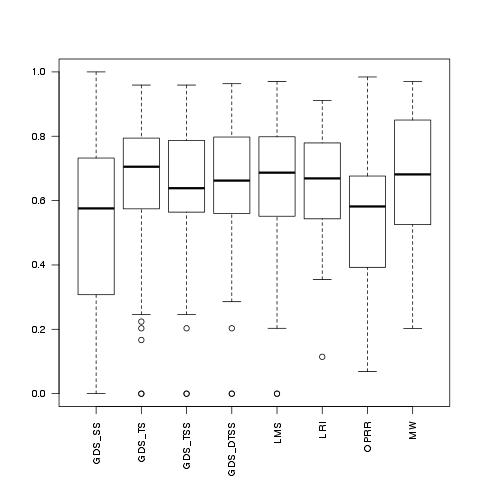 1.0
0.8
0.6
0.4
0.2
0.0
GDS_SS
GDS_TS
GDS_TSS
GDS_DTSS
LMS
LRI
OPRR
MW